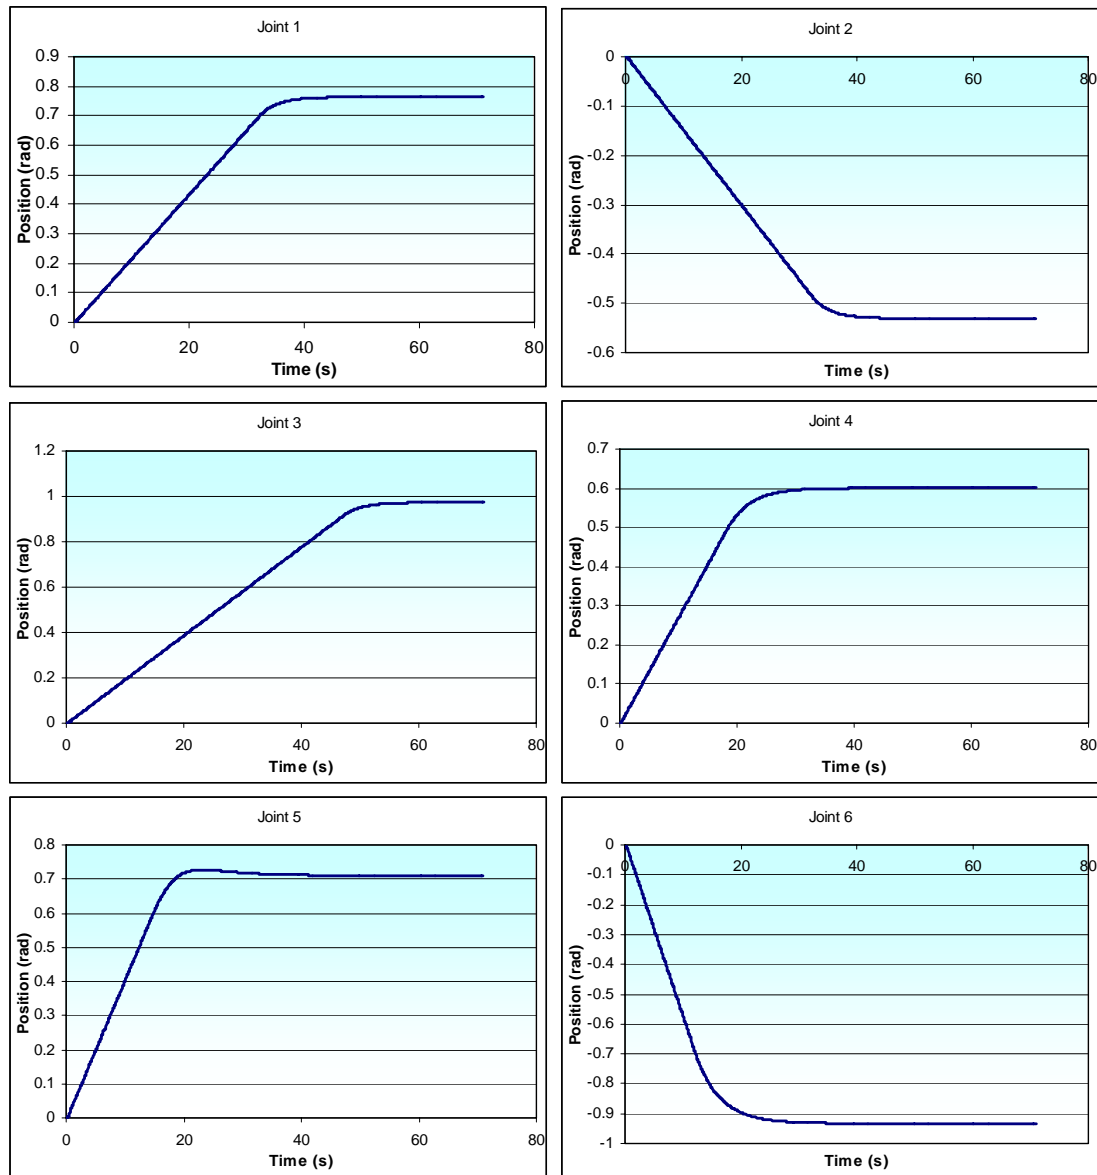 Joint 1
0.9
0.8
0.7
0.6
0.5
0.4
0.3
0.2
0.1
0
Position (rad)
0 20 40 60 80
Time (s)
Joint 2
0
-0.1
-0.2
-0.3
-0.4
-0.5
-0.6
Position (rad)
0 20 40 60 80
Time (s)
Joint 3
1.2
1
0.8
0.6
0.4
0.2
0
Position (rad)
0 20 40 60 80
Time (s)
Joint 4
0.7
0.6
0.5
0.4
0.3
0.2
0.1
0
Position (rad)
0 20 40 60 80
Time (s)
Joint 5
0.8
0.7
0.6
0.5
0.4
0.3
0.2
0.1
0
Position (rad)
0 20 40 60 80
Time (s)
Joint 6
0
-0.1
-0.2
-0.3
-0.4
-0.5
-0.6
-0.7
-0.8
-0.9
-1
Position (rad)
0 20 40 60 80
Time (s)